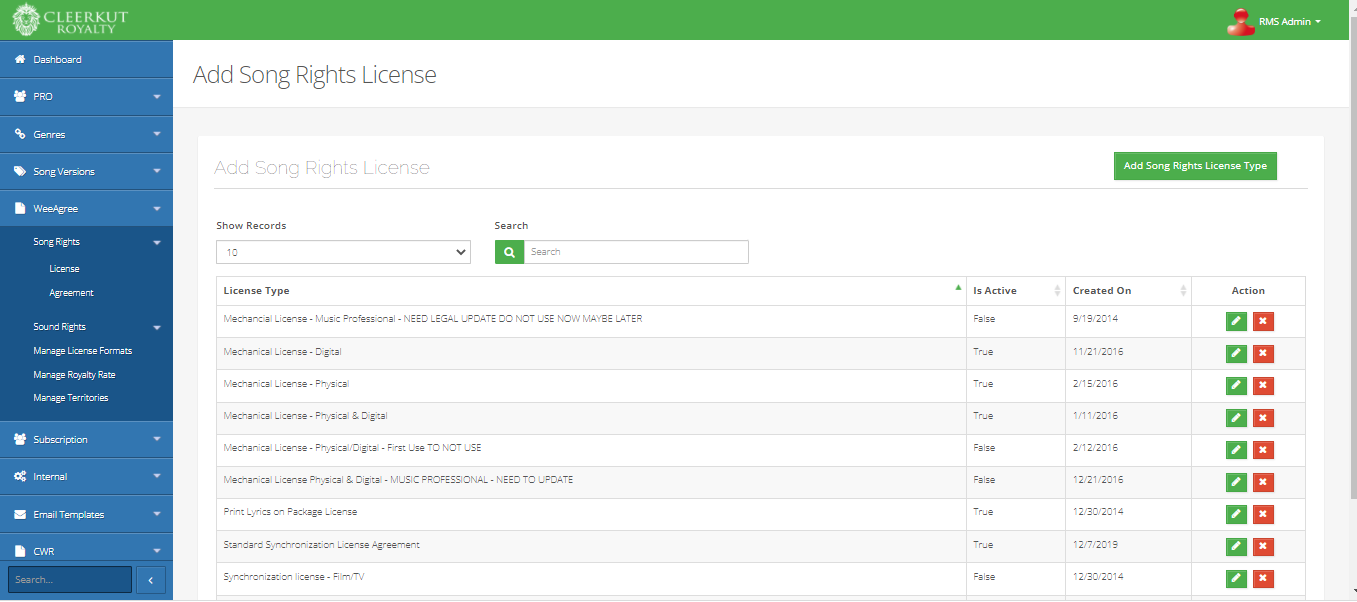 CLEERKUT
ROYALTY
RMS Admin
Dashboard
PRO
Genres
Song Versions
WeeAgree
Song Rights
License
Agreement
Sound Rights
Manage License Formats
Manage Royalty Rate
Manage Territories
Subscription
Internal
Email Templates
CWR
Search...
Add Song Rights License
Add Song Rights License
Add Song Rights License Type
Show Records Search
10 Search
License Type Is Active Created On Action
Mechancial License - Music Professional - NEED LEGAL UPDATE DO NOT USE NOW MAYBE LATER False 9/19/2014
Mechanical License - Digital True 11/21/2016
Mechanical License - Physical True 2/15/2016
Mechanical License - Physical & Digital True 1/11/2016
Mechanical License - Physical/Digital - First Use TO NOT USE False 2/12/2016
Mechanical License Physical & Digital - MUSIC PROFESSIONAL - NEED TO UPDATE False 12/21/2016
Print Lyrics on Package License True 12/30/2014
Standard Synchronization License Agreement True 12/7/2019
Synchronization license - Film/TV False 12/30/2014